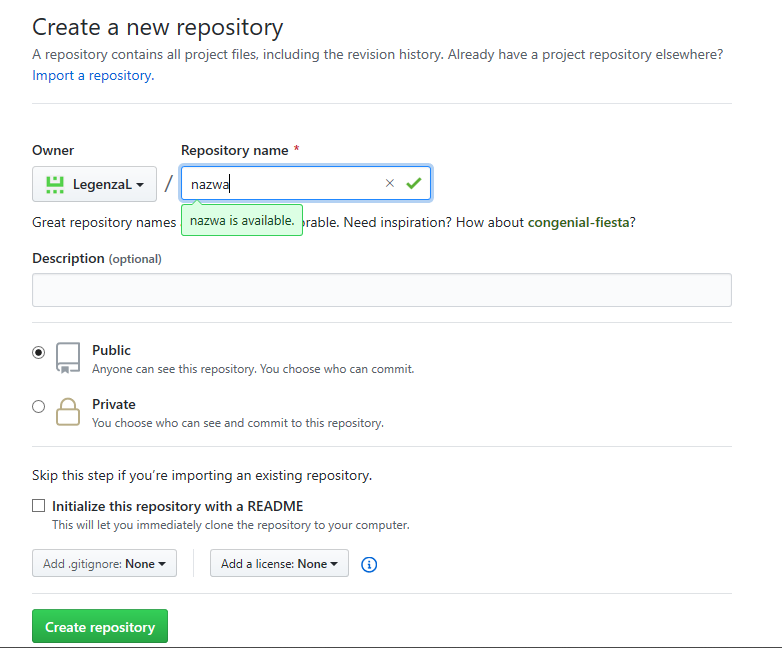 Create a new repository
A repository contains all project files, including the revision history. Already have a project repository elsewhere?
Import a repository.
Owner
Repository name *
LegenzaL
/
nazwa
Great repository names nazwa is available. rable. Need inspiration? How about congenial-fiesta?
Description (optional)
Public
Anyone can see this repository. You choose who can commit.
Private
You choose who can see and commit to this repository.
Skip this step if you’re importing an existing repository.
Initialize this repository with a README
This will let you immediately clone the repository to your computer.
Add .gitignore: None
Add a license: None
Create repository